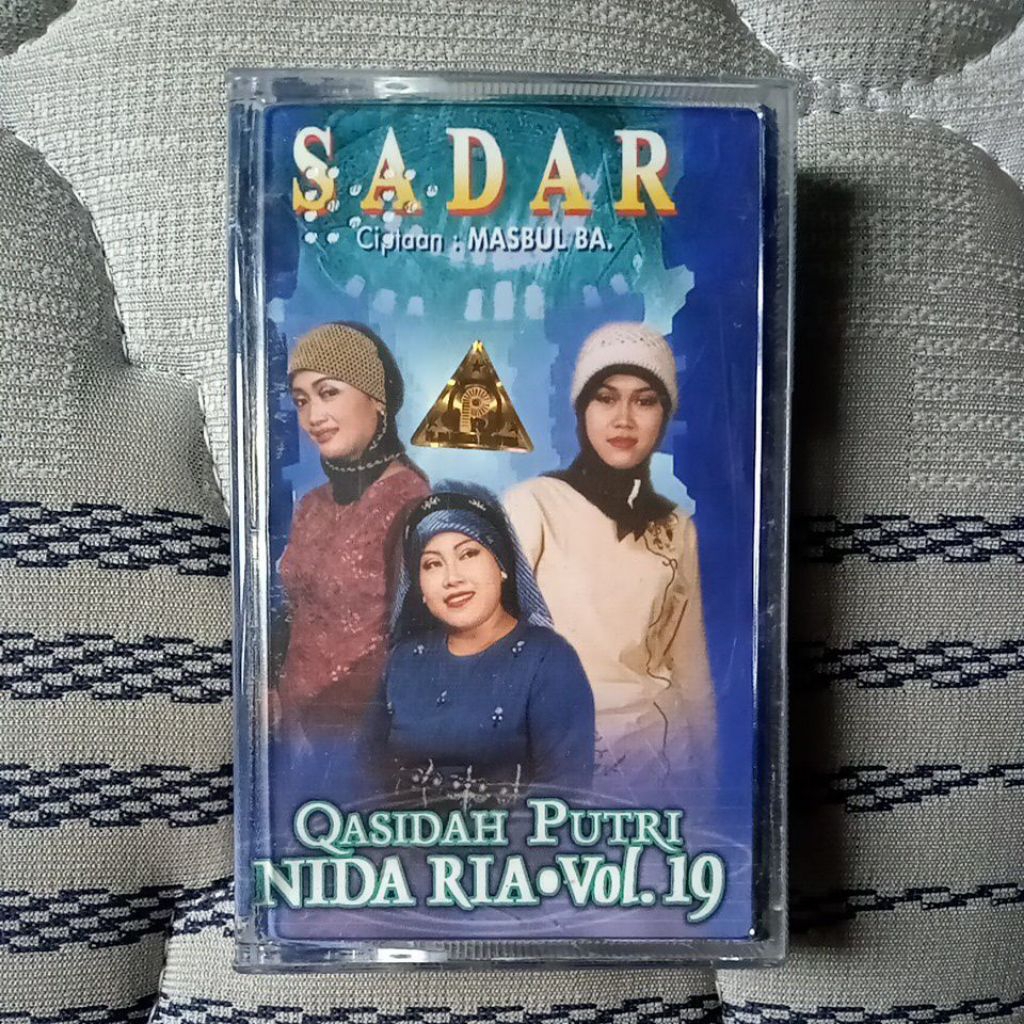 SADAR
Ciptaan : MASBUL BA.
QASIDAH PUTRI
NIDA RIA•Vol. 19